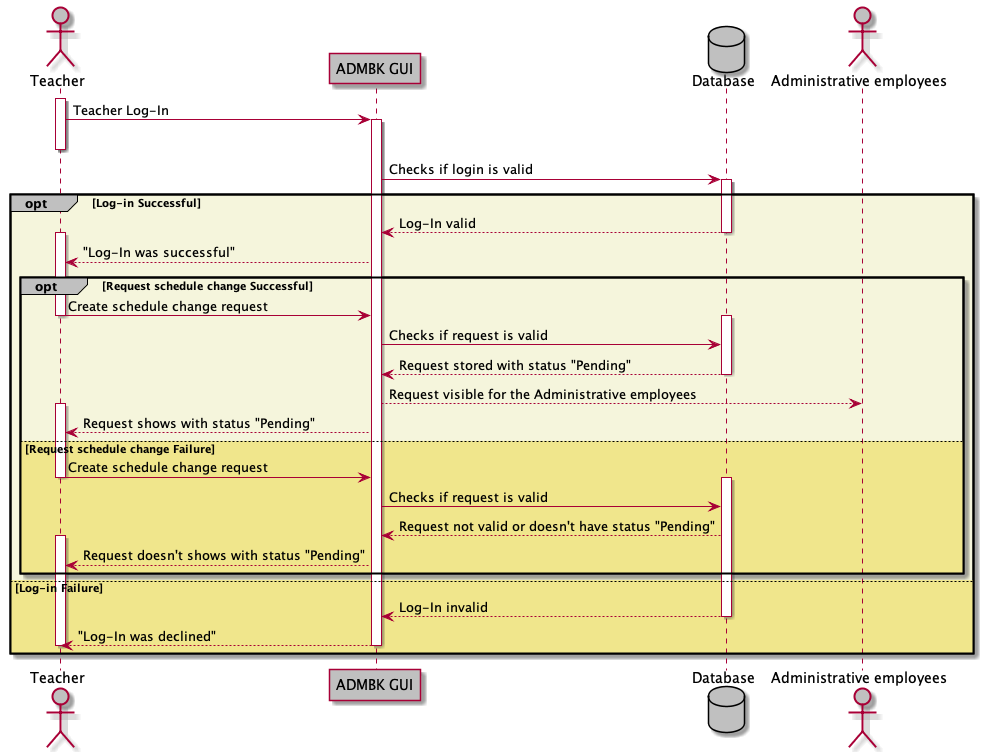 Teacher
ADMBK GUI
Database
Administrative employees
Teacher Log-In
Checks if login is valid
opt [Log-in Successful]
Log-In valid
"Log-In was successful"
opt [Request schedule change Successful]
Create schedule change request
Checks if request is valid
Request stored with status "Pending"
Request visible for the Administrative employees
Request shows with status "Pending"
[Request schedule change Failure]
Create schedule change request
Checks if request is valid
Request not valid or doesn't have status "Pending"
Request doesn't shows with status "Pending"
[Log-in Failure]
Log-In invalid
"Log-In was declined"
Teacher
ADMBK GUI
Database
Administrative employees